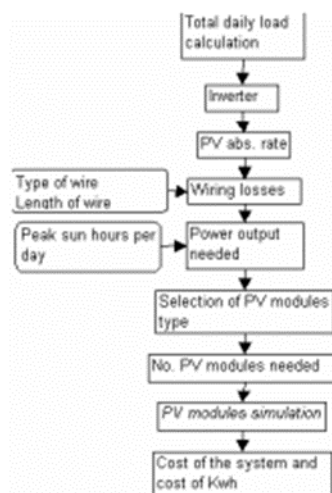 Total daily load
calculation
Inverter
PV abs. rate
Type of wire
Length of wire
Wiring losses
Peak sun hours per
day
Power output
needed
Selection of PV modules
type
No. PV modules needed
PV modules simulation
Cost of the system and
cost of Kwh